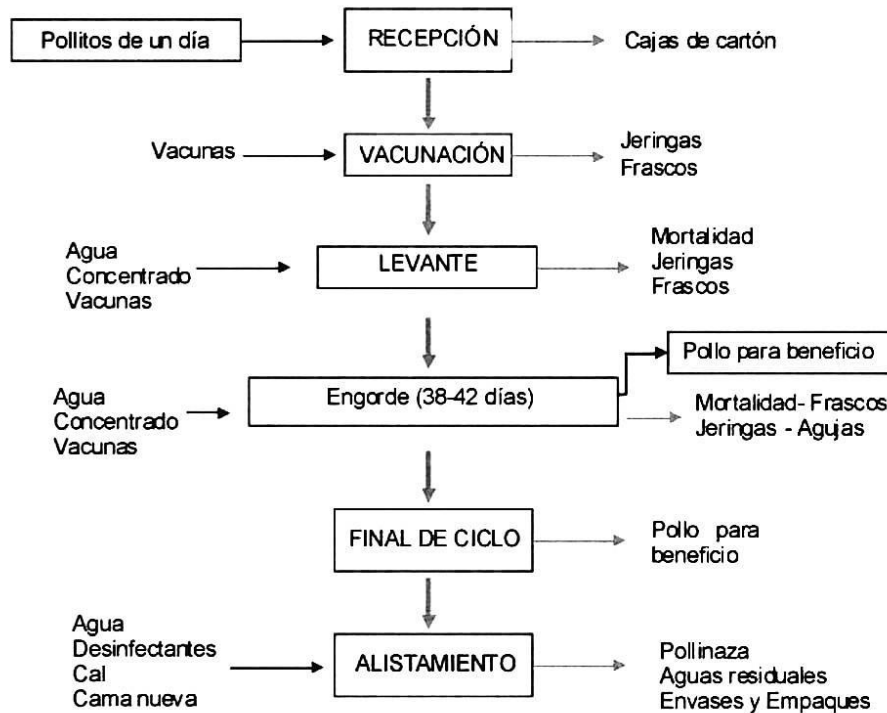 Pollitos de un día
RECEPCIÓN
Cajas de cartón
Vacunas
VACUNACIÓN
Jeringas
Frascos
Agua
Concentrado
Vacunas
LEVANTE
Mortalidad
Jeringas
Frascos
Pollo para beneficio
Agua
Concentrado
Vacunas
Engorde (38-42 días)
Mortalidad- Frascos
Jeringas - Agujas
FINAL DE CICLO
Pollo para
beneficio
Agua
Desinfectantes
Cal
Cama nueva
ALISTAMIENTO
Pollinaza
Aguas residuales
Envases y Empaques